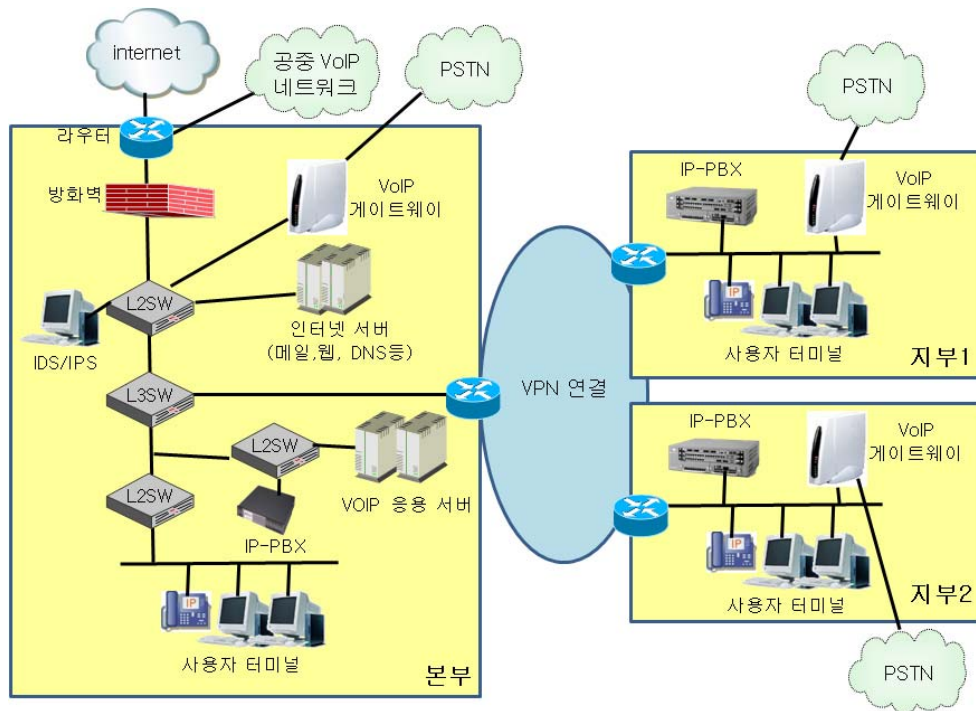 internet
공중 VoIP
네트워크
PSTN
라우터
방화벽
VoIP
게이트웨이
L2SW
IDS/IPS
인터넷 서버
(메일,웹, DNS등)
L3SW
L2SW
VOIP 응용 서버
L2SW
IP-PBX
IP
사용자 터미널
본부
VPN 연결
PSTN
IP-PBX
VoIP
게이트웨이
IP
사용자 터미널
지부1
IP-PBX
VoIP
게이트웨이
IP
사용자 터미널
지부2
PSTN